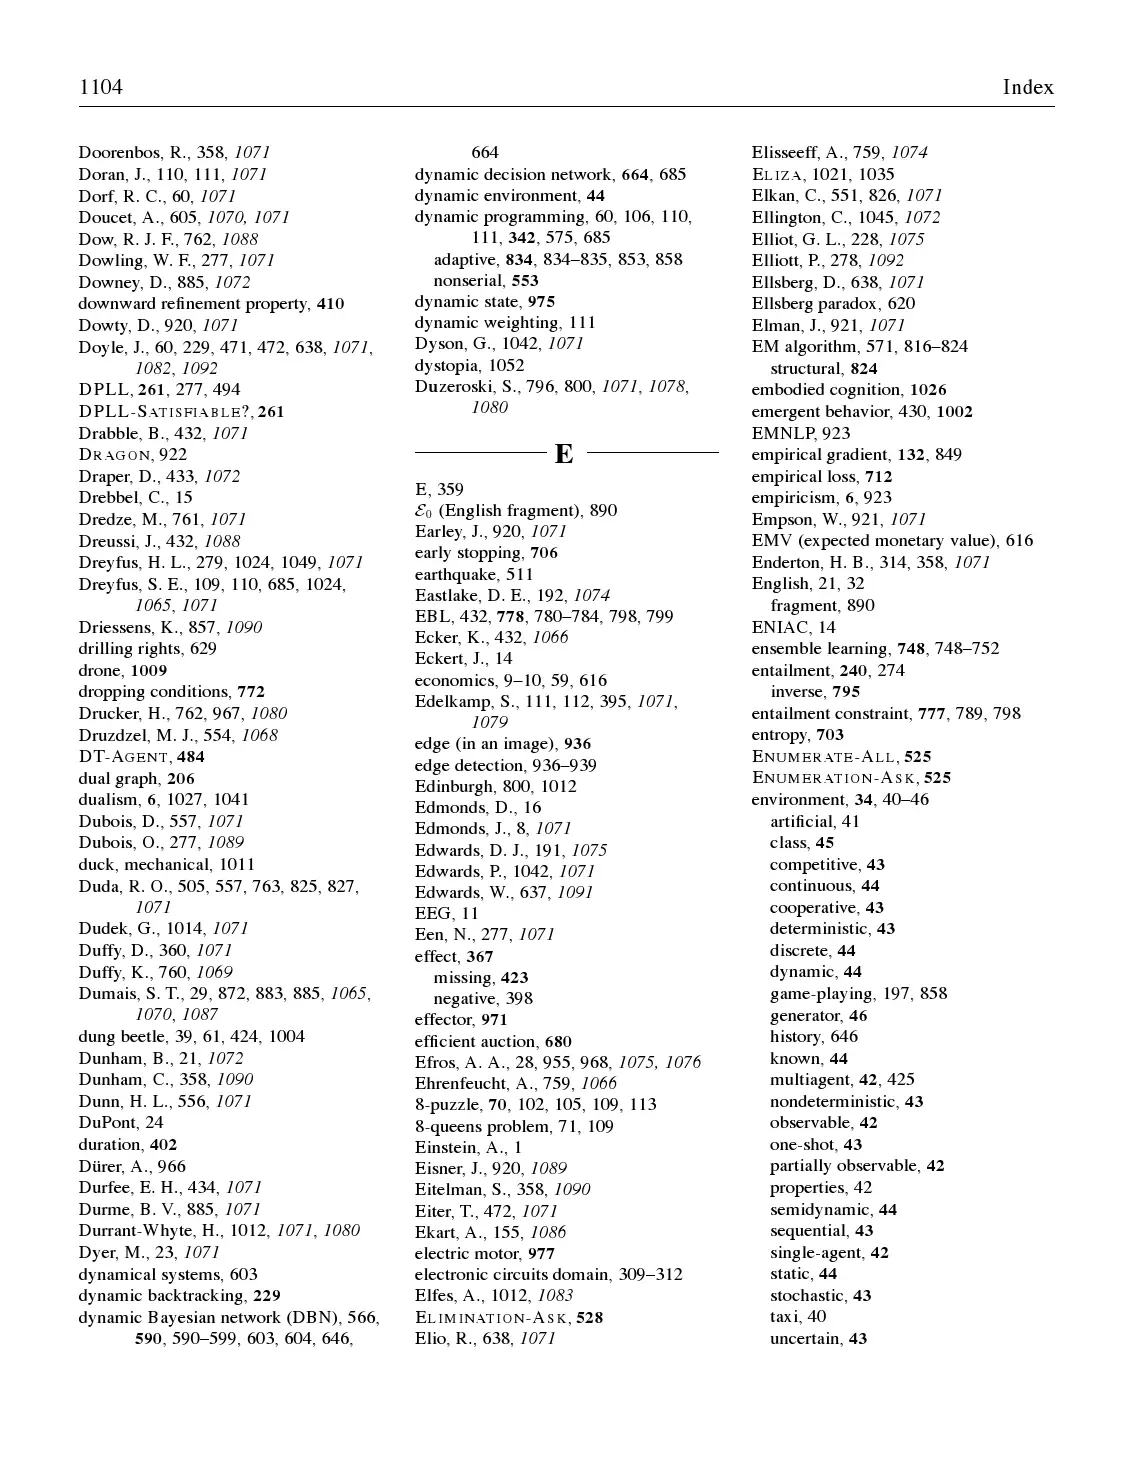 1104
Index
Doorenbos, R., 358, 1071
Doran, J., 110, 111, 1071
Dorf, R. C., 60, 1071
Doucet, A., 605, 1070, 1071
Dow, R. J. F., 762, 1088
Dowling, W. F., 277, 1071
Downey, D., 885, 1072
downward refinement property, 410
Dowty, D., 920, 1071
Doyle, J., 60, 229, 471, 472, 638, 1071,
1082, 1092
DPLL, 261, 277, 494
DPLL-SATISFIABLE?, 261
Drabble, B., 432, 1071
DRAGON, 922
Draper, D., 433, 1072
Drebbel, C., 15
Dredze, M., 761, 1071
Dreussi, J., 432, 1088
Dreyfus, H. L., 279, 1024, 1049, 1071
Dreyfus, S. E., 109, 110, 685, 1024,
1065, 1071
Driessens, K., 857, 1090
drilling rights, 629
drone, 1009
dropping conditions, 772
Drucker, H., 762, 967, 1080
Druzdzel, M. J., 554, 1068
DT-AGENT, 484
dual graph, 206
dualism, 6, 1027, 1041
Dubois, D., 557, 1071
Dubois, O., 277, 1089
duck, mechanical, 1011
Duda, R. O., 505, 557, 763, 825, 827,
1071
Dudek, G., 1014, 1071
Duffy, D., 360, 1071
Duffy, K., 760, 1069
Dumais, S. T., 29, 872, 883, 885, 1065,
1070, 1087
dung beetle, 39, 61, 424, 1004
Dunham, B., 21, 1072
Dunham, C., 358, 1090
Dunn, H. L., 556, 1071
DuPont, 24
duration, 402
Dürer, A., 966
Durfee, E. H., 434, 1071
Durme, B. V., 885, 1071
Durrant-Whyte, H., 1012, 1071, 1080
Dyer, M., 23, 1071
dynamical systems, 603
dynamic backtracking, 229
dynamic Bayesian network (DBN), 566,
590, 590–599, 603, 604, 646,
664
dynamic decision network, 664, 685
dynamic environment, 44
dynamic programming, 60, 106, 110,
111, 342, 575, 685
adaptive, 834, 834–835, 853, 858
nonserial, 553
dynamic state, 975
dynamic weighting, 111
Dyson, G., 1042, 1071
dystopia, 1052
Duzeroski, S., 796, 800, 1071, 1078,
1080
E
E, 359
ℰ₀ (English fragment), 890
Earley, J., 920, 1071
early stopping, 706
earthquake, 511
Eastlake, D. E., 192, 1074
EBL, 432, 778, 780–784, 798, 799
Ecker, K., 432, 1066
Eckert, J., 14
economics, 9–10, 59, 616
Edelkamp, S., 111, 112, 395, 1071,
1079
edge (in an image), 936
edge detection, 936–939
Edinburgh, 800, 1012
Edmonds, D., 16
Edmonds, J., 8, 1071
Edwards, D. J., 191, 1075
Edwards, P., 1042, 1071
Edwards, W., 637, 1091
EEG, 11
Een, N., 277, 1071
effect, 367
missing, 423
negative, 398
effector, 971
efficient auction, 680
Efros, A. A., 28, 955, 968, 1075, 1076
Ehrenfeucht, A., 759, 1066
8-puzzle, 70, 102, 105, 109, 113
8-queens problem, 71, 109
Einstein, A., 1
Eisner, J., 920, 1089
Eitelman, S., 358, 1090
Eiter, T., 472, 1071
Ekart, A., 155, 1086
electric motor, 977
electronic circuits domain, 309–312
Elfes, A., 1012, 1083
ELIMINATION-ASK, 528
Elio, R., 638, 1071
Elisseeff, A., 759, 1074
ELIZA, 1021, 1035
Elkan, C., 551, 826, 1071
Ellington, C., 1045, 1072
Elliot, G. L., 228, 1075
Elliott, P., 278, 1092
Ellsberg, D., 638, 1071
Ellsberg paradox, 620
Elman, J., 921, 1071
EM algorithm, 571, 816–824
structural, 824
embodied cognition, 1026
emergent behavior, 430, 1002
EMNLP, 923
empirical gradient, 132, 849
empirical loss, 712
empiricism, 6, 923
Empson, W., 921, 1071
EMV (expected monetary value), 616
Enderton, H. B., 314, 358, 1071
English, 21, 32
fragment, 890
ENIAC, 14
ensemble learning, 748, 748–752
entailment, 240, 274
inverse, 795
entailment constraint, 777, 789, 798
entropy, 703
ENUMERATE-ALL, 525
ENUMERATION-ASK, 525
environment, 34, 40–46
artificial, 41
class, 45
competitive, 43
continuous, 44
cooperative, 43
deterministic, 43
discrete, 44
dynamic, 44
game-playing, 197, 858
generator, 46
history, 646
known, 44
multiagent, 42, 425
nondeterministic, 43
observable, 42
one-shot, 43
partially observable, 42
properties, 42
semidynamic, 44
sequential, 43
single-agent, 42
static, 44
stochastic, 43
taxi, 40
uncertain, 43